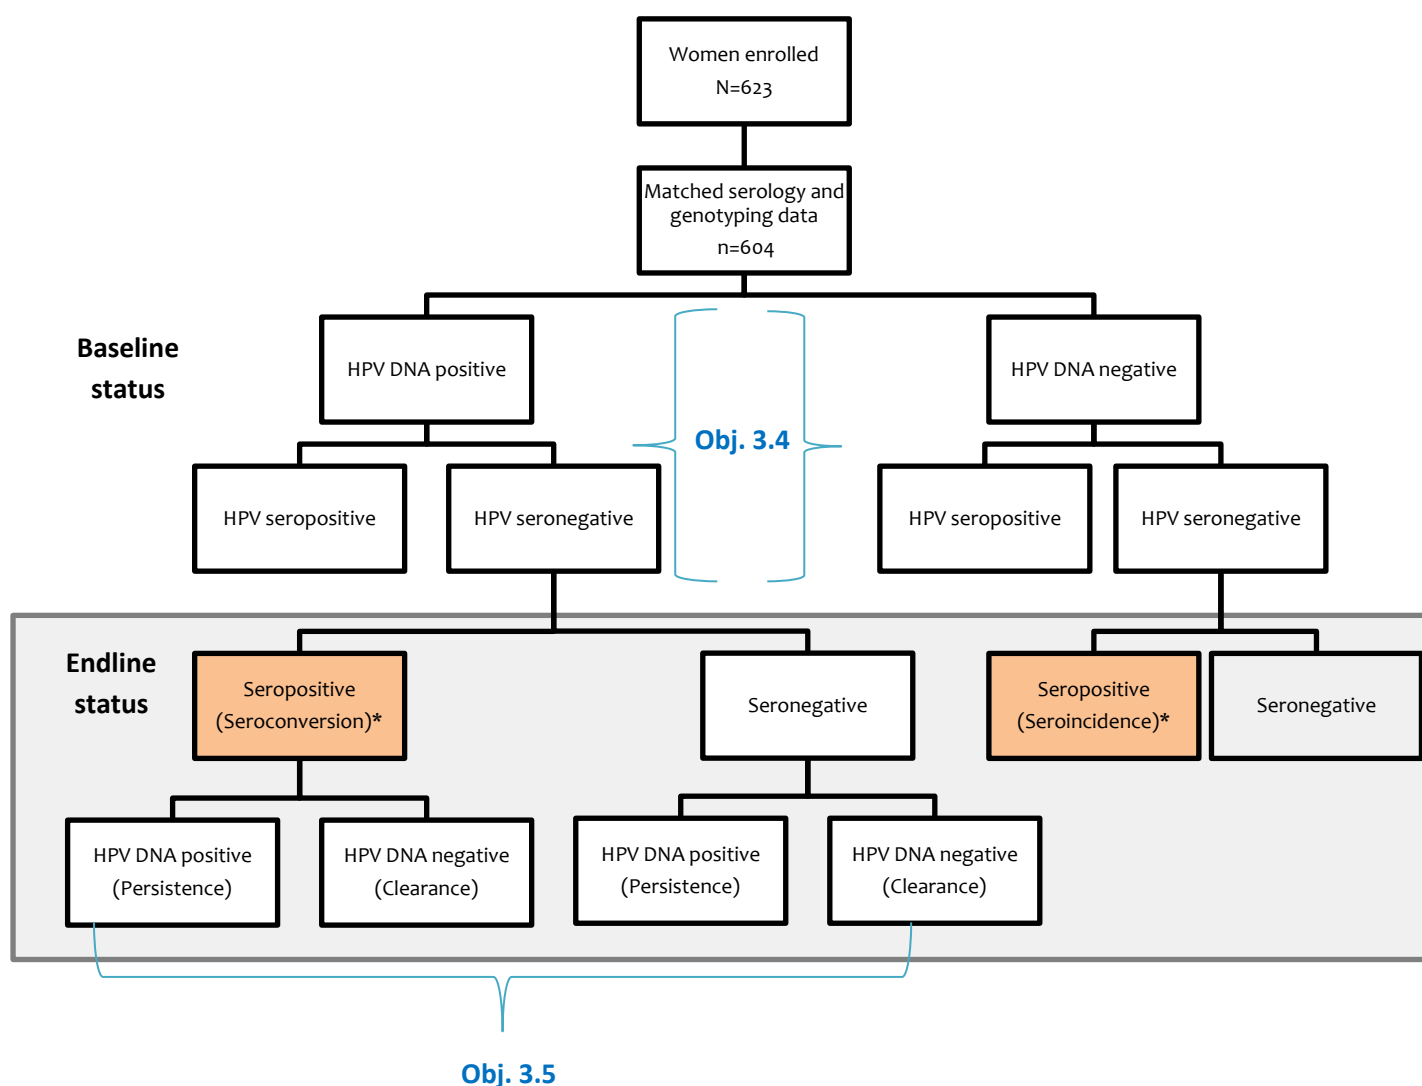 Women enrolled
N=623
Matched serology and
genotyping data
n=604
Baseline
status
HPV DNA positive
HPV DNA negative
Obj. 3.4
HPV seropositive
HPV seronegative
HPV seropositive
HPV seronegative
Endline
status
Seropositive
(Seroconversion)*
Seronegative
Seropositive
(Seroincidence)*
Seronegative
HPV DNA positive
(Persistence)
HPV DNA negative
(Clearance)
HPV DNA positive
(Persistence)
HPV DNA negative
(Clearance)
Obj. 3.5